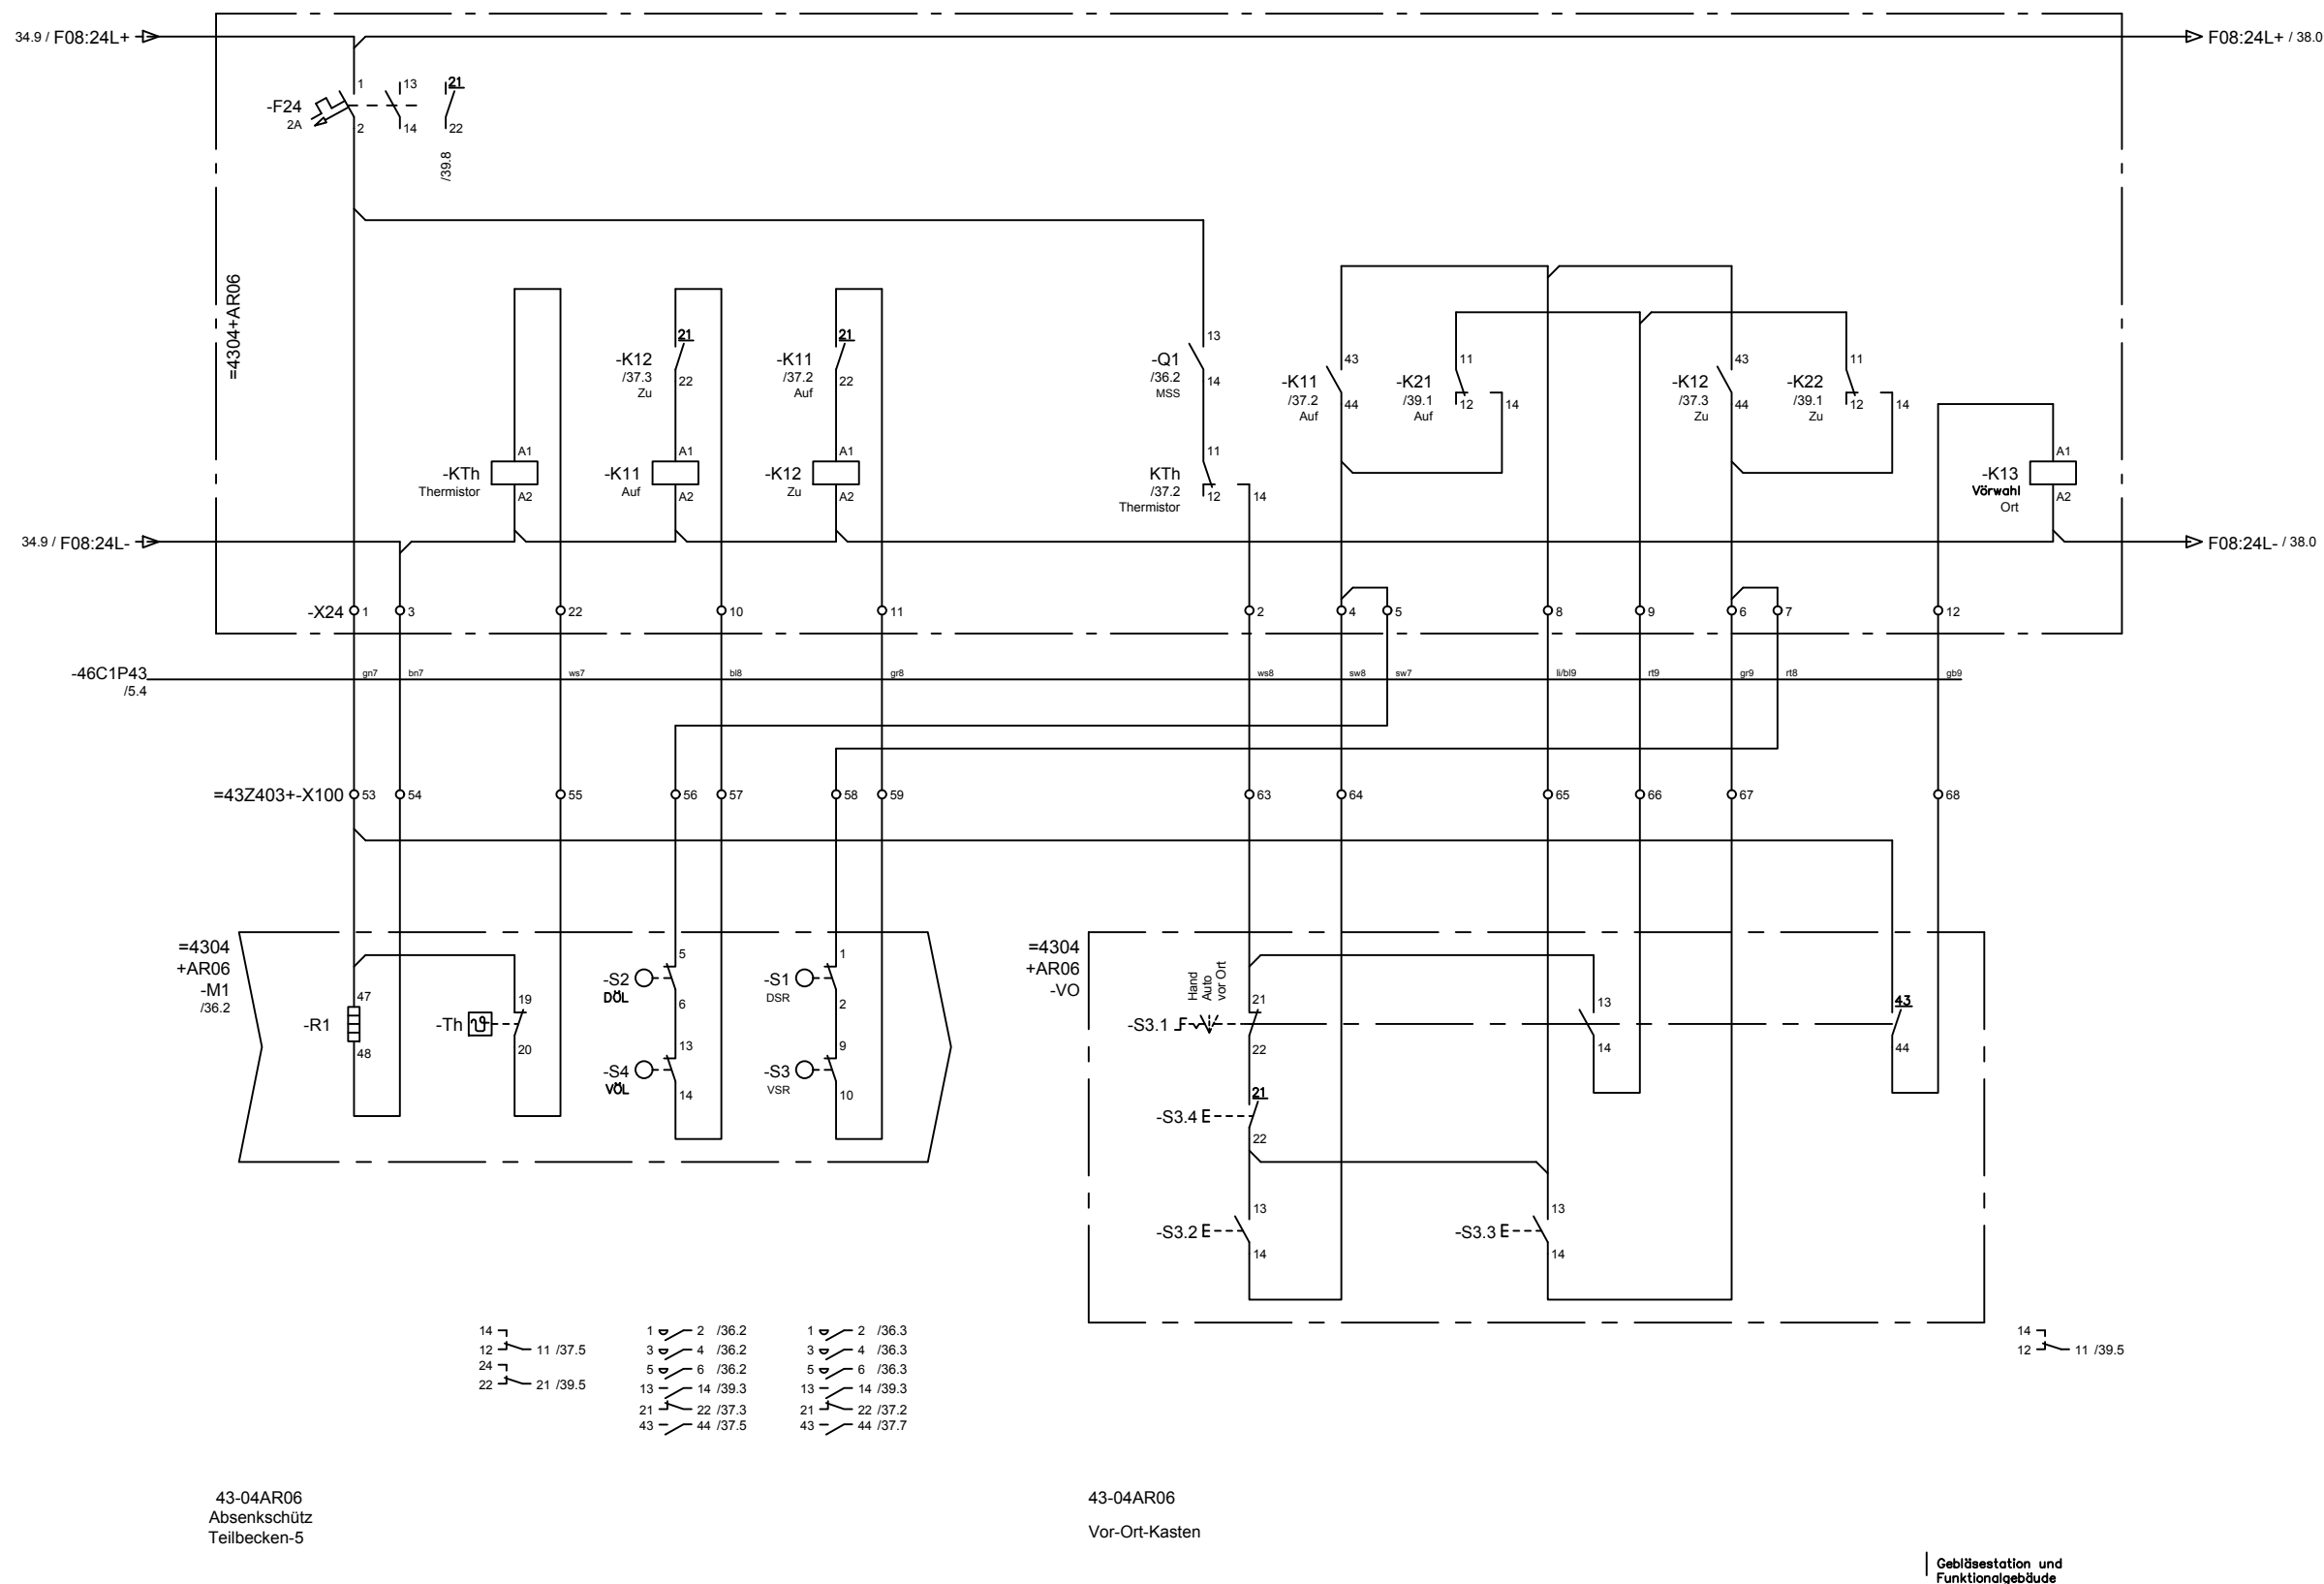 34.9 / F08:24L+
F08:24L+ / 38.0
-F24
2A
1
2
13
14
21
22
/39.8
=4304+AR06
-K12
/37.3
Zu
21
22
-K11
/37.2
Auf
21
22
-Q1
/36.2
MSS
13
14
-K11
/37.2
Auf
43
44
-K21
/39.1
Auf
11
12
14
-K12
/37.3
Zu
43
44
-K22
/39.1
Zu
11
12
14
-KTh
Thermistor
A1
A2
-K11
Auf
A1
A2
-K12
Zu
A1
A2
KTh
/37.2
Thermistor
11
12
14
-K13
Vörwahl
Ort
A1
A2
34.9 / F08:24L-
F08:24L- / 38.0
-X24 1 3 22 10 11 2 4 5 8 9 6 7 12
-46C1P43
/5.4
gn7 bn7 ws7 bl8 gr8 ws8 sw8 sw7 li/bl9 rt9 gr9 rt8 gb9
=43Z403+-X100 53 54 55 56 57 58 59 63 64 65 66 67 68
=4304
+AR06
-M1
/36.2
-R1
47
48
-Th
19
20
-S2
DÖL
5
6
-S4
VÖL
13
14
-S1
DSR
1
2
-S3
VSR
9
10
=4304
+AR06
-VO
Hand
Auto
vor Ort
-S3.1
21
22
13
14
43
44
-S3.4 E
21
22
-S3.2 E
13
14
-S3.3 E
13
14
14
12 11 /37.5
24
22 21 /39.5
1 2 /36.2
3 4 /36.2
5 6 /36.2
13 14 /39.3
21 22 /37.3
43 44 /37.5
1 2 /36.3
3 4 /36.3
5 6 /36.3
13 14 /39.3
21 22 /37.2
43 44 /37.7
14
12 11 /39.5
43-04AR06
Absenkschütz
Teilbecken-5
43-04AR06
Vor-Ort-Kasten
Gebläsestation und
Funktionalgebäude